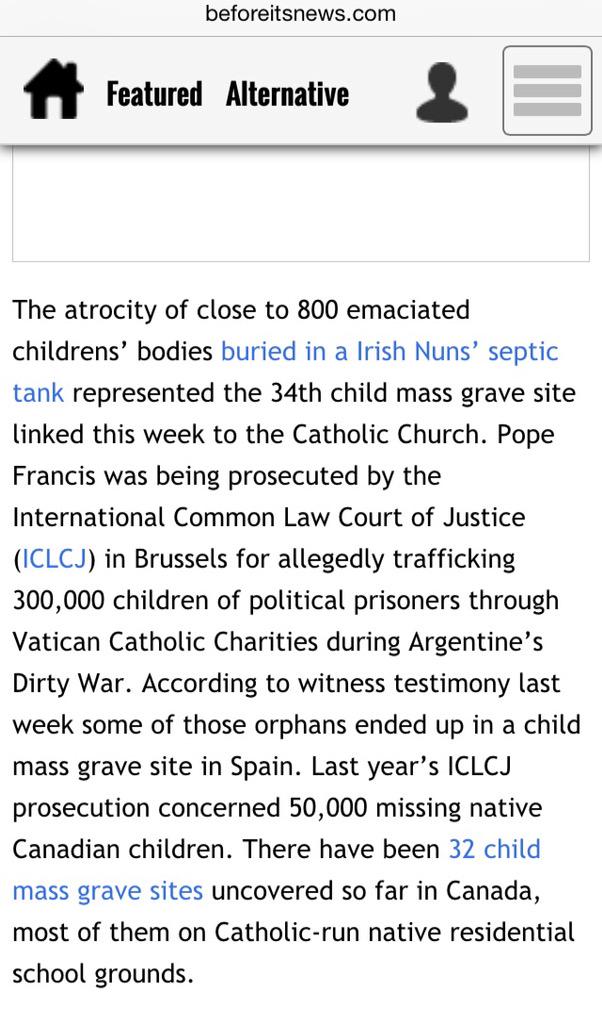 beforeitsnews.com
Featured Alternative
The atrocity of close to 800 emaciated
childrens’ bodies buried in a Irish Nuns’ septic
tank represented the 34th child mass grave site
linked this week to the Catholic Church. Pope
Francis was being prosecuted by the
International Common Law Court of Justice
(ICLCJ) in Brussels for allegedly trafficking
300,000 children of political prisoners through
Vatican Catholic Charities during Argentine’s
Dirty War. According to witness testimony last
week some of those orphans ended up in a child
mass grave site in Spain. Last year’s ICLCJ
prosecution concerned 50,000 missing native
Canadian children. There have been 32 child
mass grave sites uncovered so far in Canada,
most of them on Catholic-run native residential
school grounds.